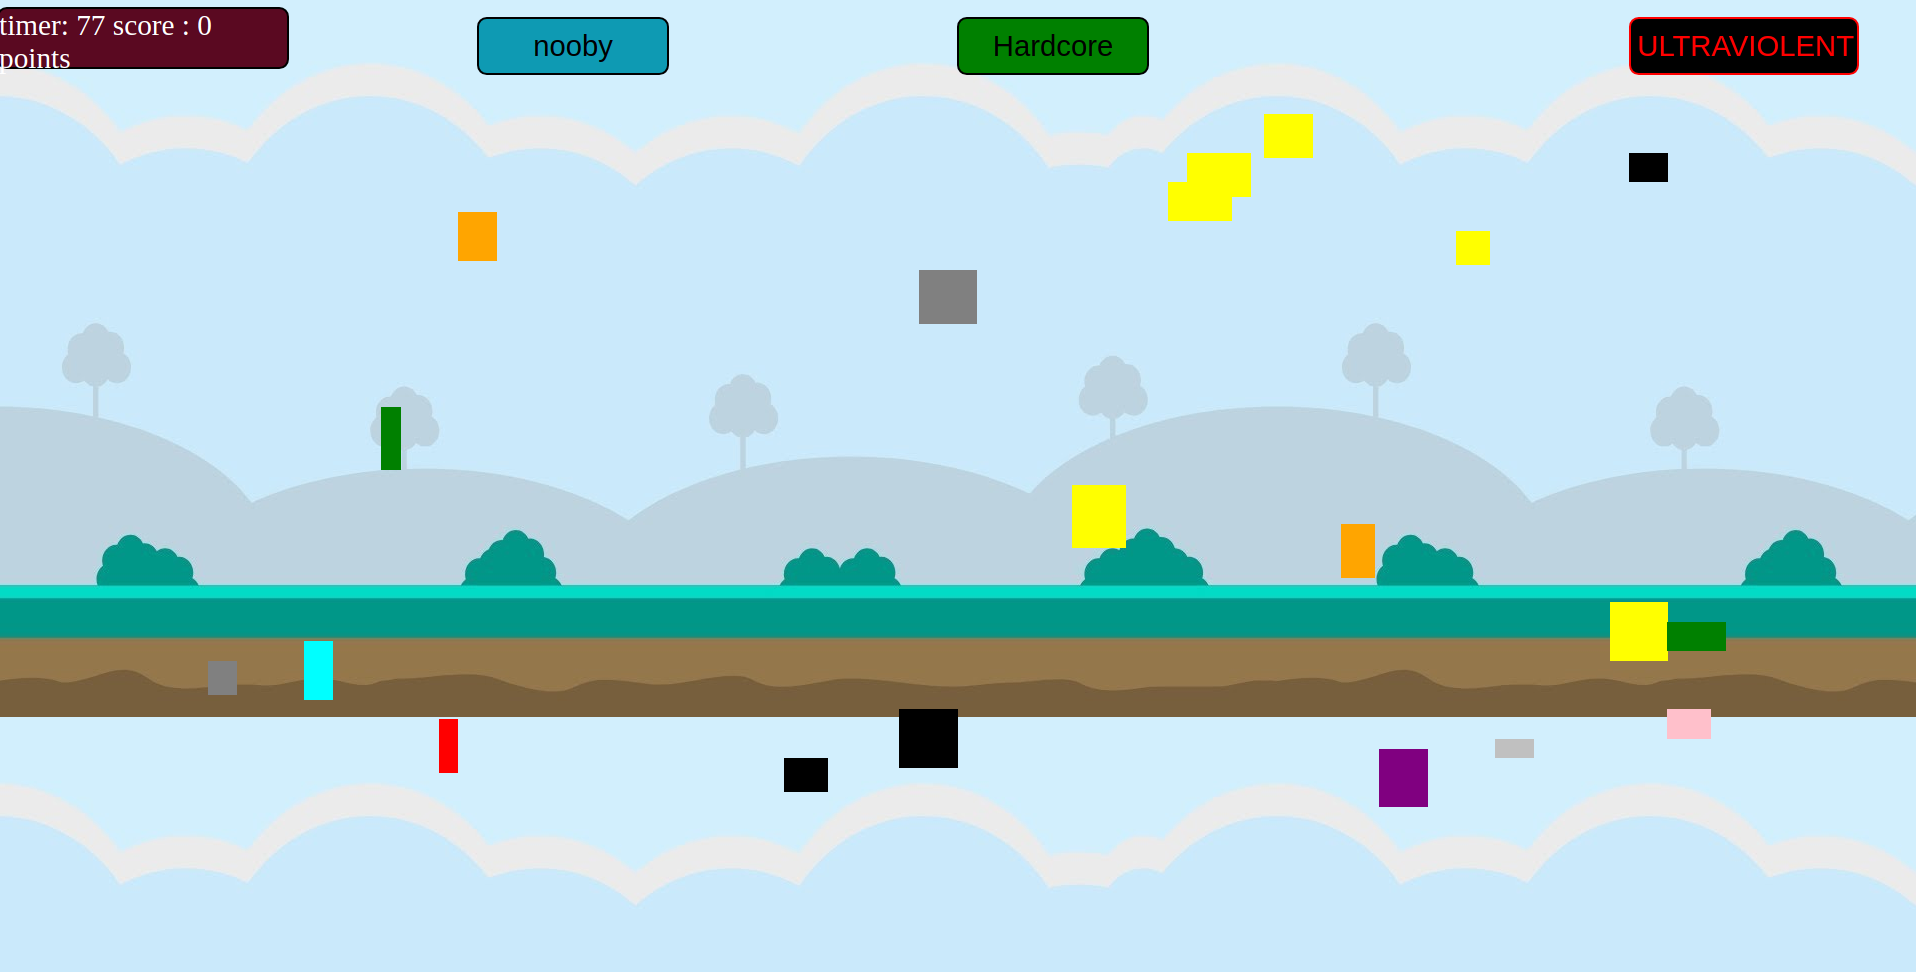 timer: 77 score : 0
points
nooby
Hardcore
ULTRAVIOLENT